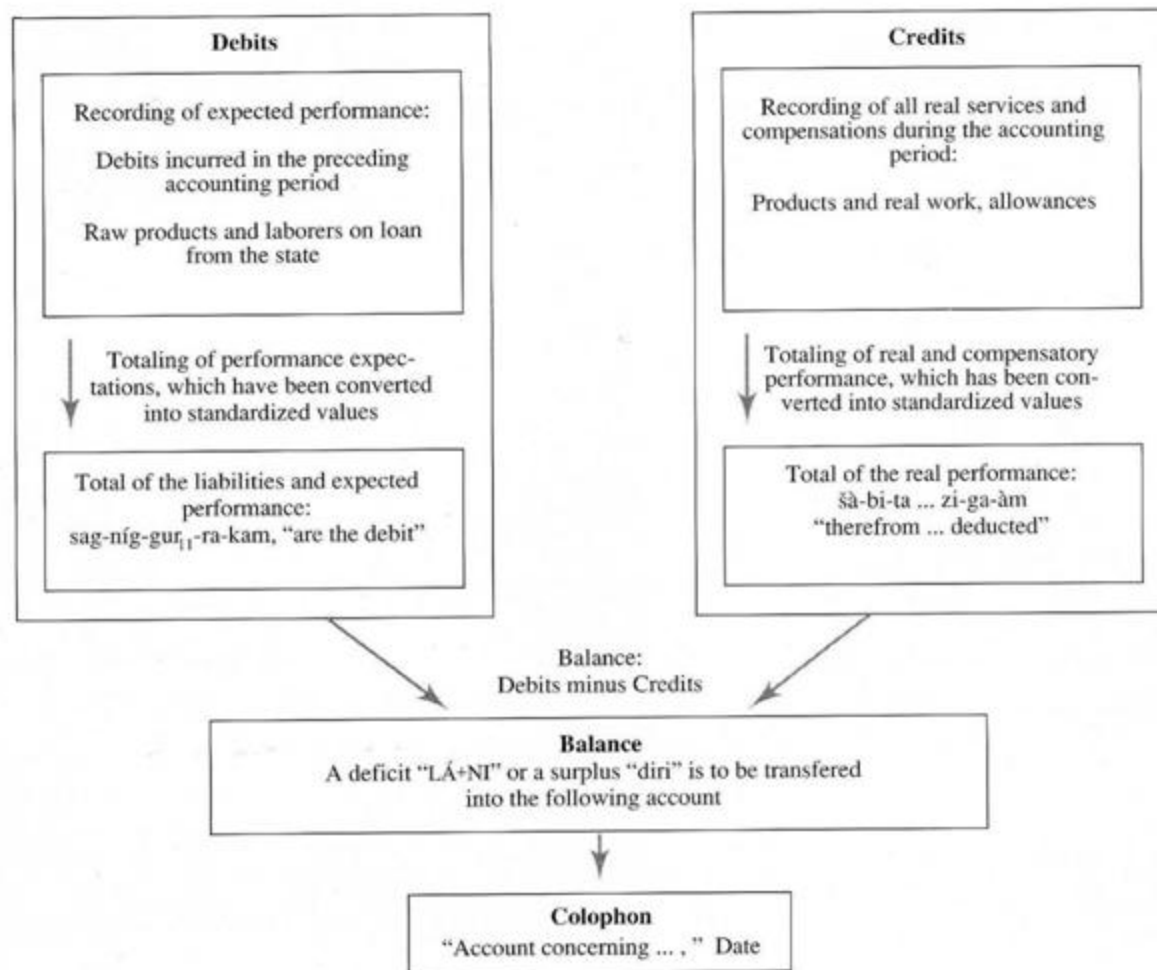 Debits
Recording of expected performance:
Debits incurred in the preceding
accounting period
Raw products and laborers on loan
from the state
Totaling of performance expec-
tations, which have been converted
into standardized values
Total of the liabilities and expected
performance:
sag-níg-gur₁₁-ra-kam, “are the debit”
Credits
Recording of all real services and
compensations during the accounting
period:
Products and real work, allowances
Totaling of real and compensatory
performance, which has been con-
verted into standardized values
Total of the real performance:
šà-bi-ta ... zi-ga-àm
“therefrom ... deducted”
Balance:
Debits minus Credits
Balance
A deficit “LÁ+NI” or a surplus “diri” is to be transfered
into the following account
Colophon
“Account concerning ... , ” Date